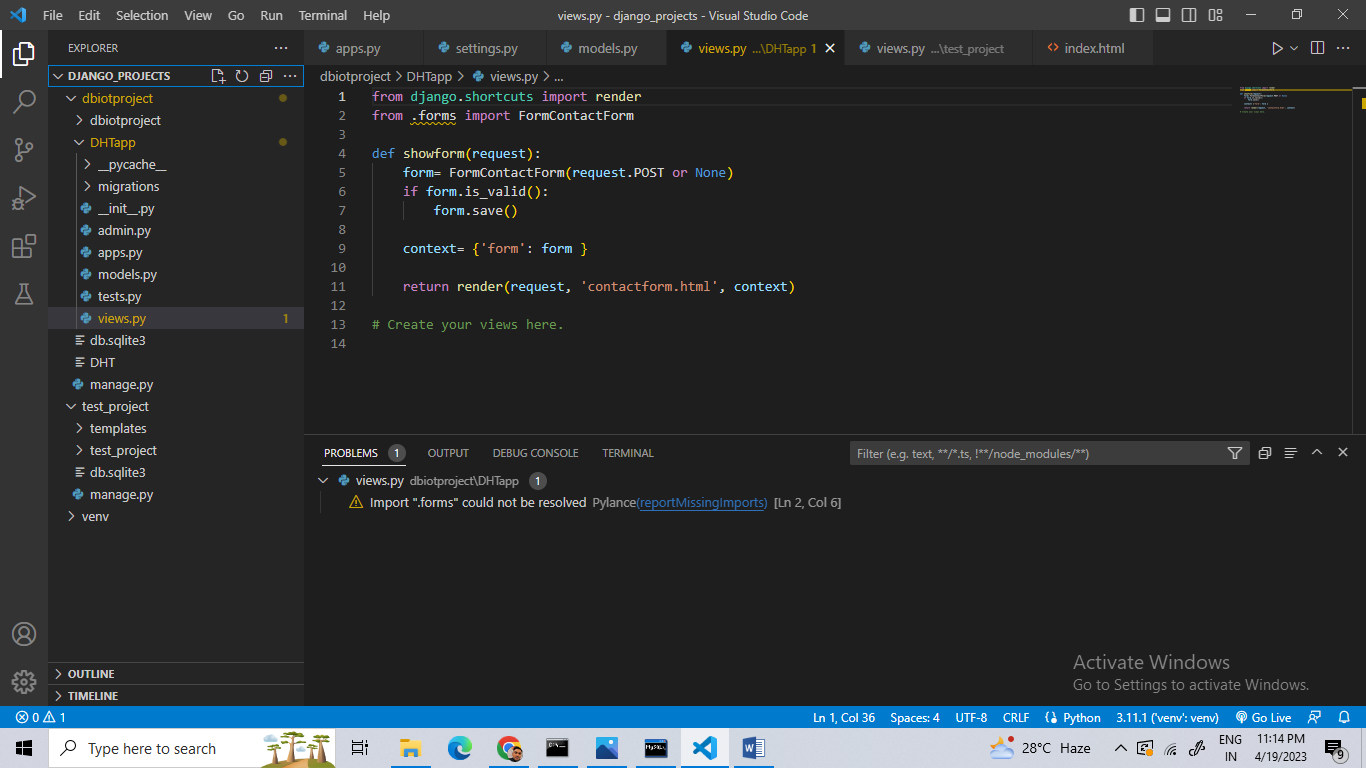 File Edit Selection View Go Run Terminal Help
views.py - django_projects - Visual Studio Code
EXPLORER
DJANGO_PROJECTS
dbiotproject
dbiotproject
DHTapp
__pycache__
migrations
__init__.py
admin.py
apps.py
models.py
tests.py
views.py 1
db.sqlite3
DHT
manage.py
test_project
templates
test_project
db.sqlite3
manage.py
venv
OUTLINE
TIMELINE
apps.py settings.py models.py views.py ...\DHTapp 1 views.py ...\test_project index.html
dbiotproject > DHTapp > views.py > ...
1 from django.shortcuts import render
2 from .forms import FormContactForm
3
4 def showform(request):
5 form= FormContactForm(request.POST or None)
6 if form.is_valid():
7 form.save()
8
9 context= {'form': form }
10
11 return render(request, 'contactform.html', context)
12
13 # Create your views here.
14
PROBLEMS 1 OUTPUT DEBUG CONSOLE TERMINAL
Filter (e.g. text, **/*.ts, !**/node_modules/**)
views.py dbiotproject\DHTapp 1
Import ".forms" could not be resolved Pylance(reportMissingImports) [Ln 2, Col 6]
Activate Windows
Go to Settings to activate Windows.
0 1
Ln 1, Col 36 Spaces: 4 UTF-8 CRLF Python 3.11.1 ('venv': venv) Go Live
Type here to search
28°C Haze
ENG
IN
11:14 PM
4/19/2023
9